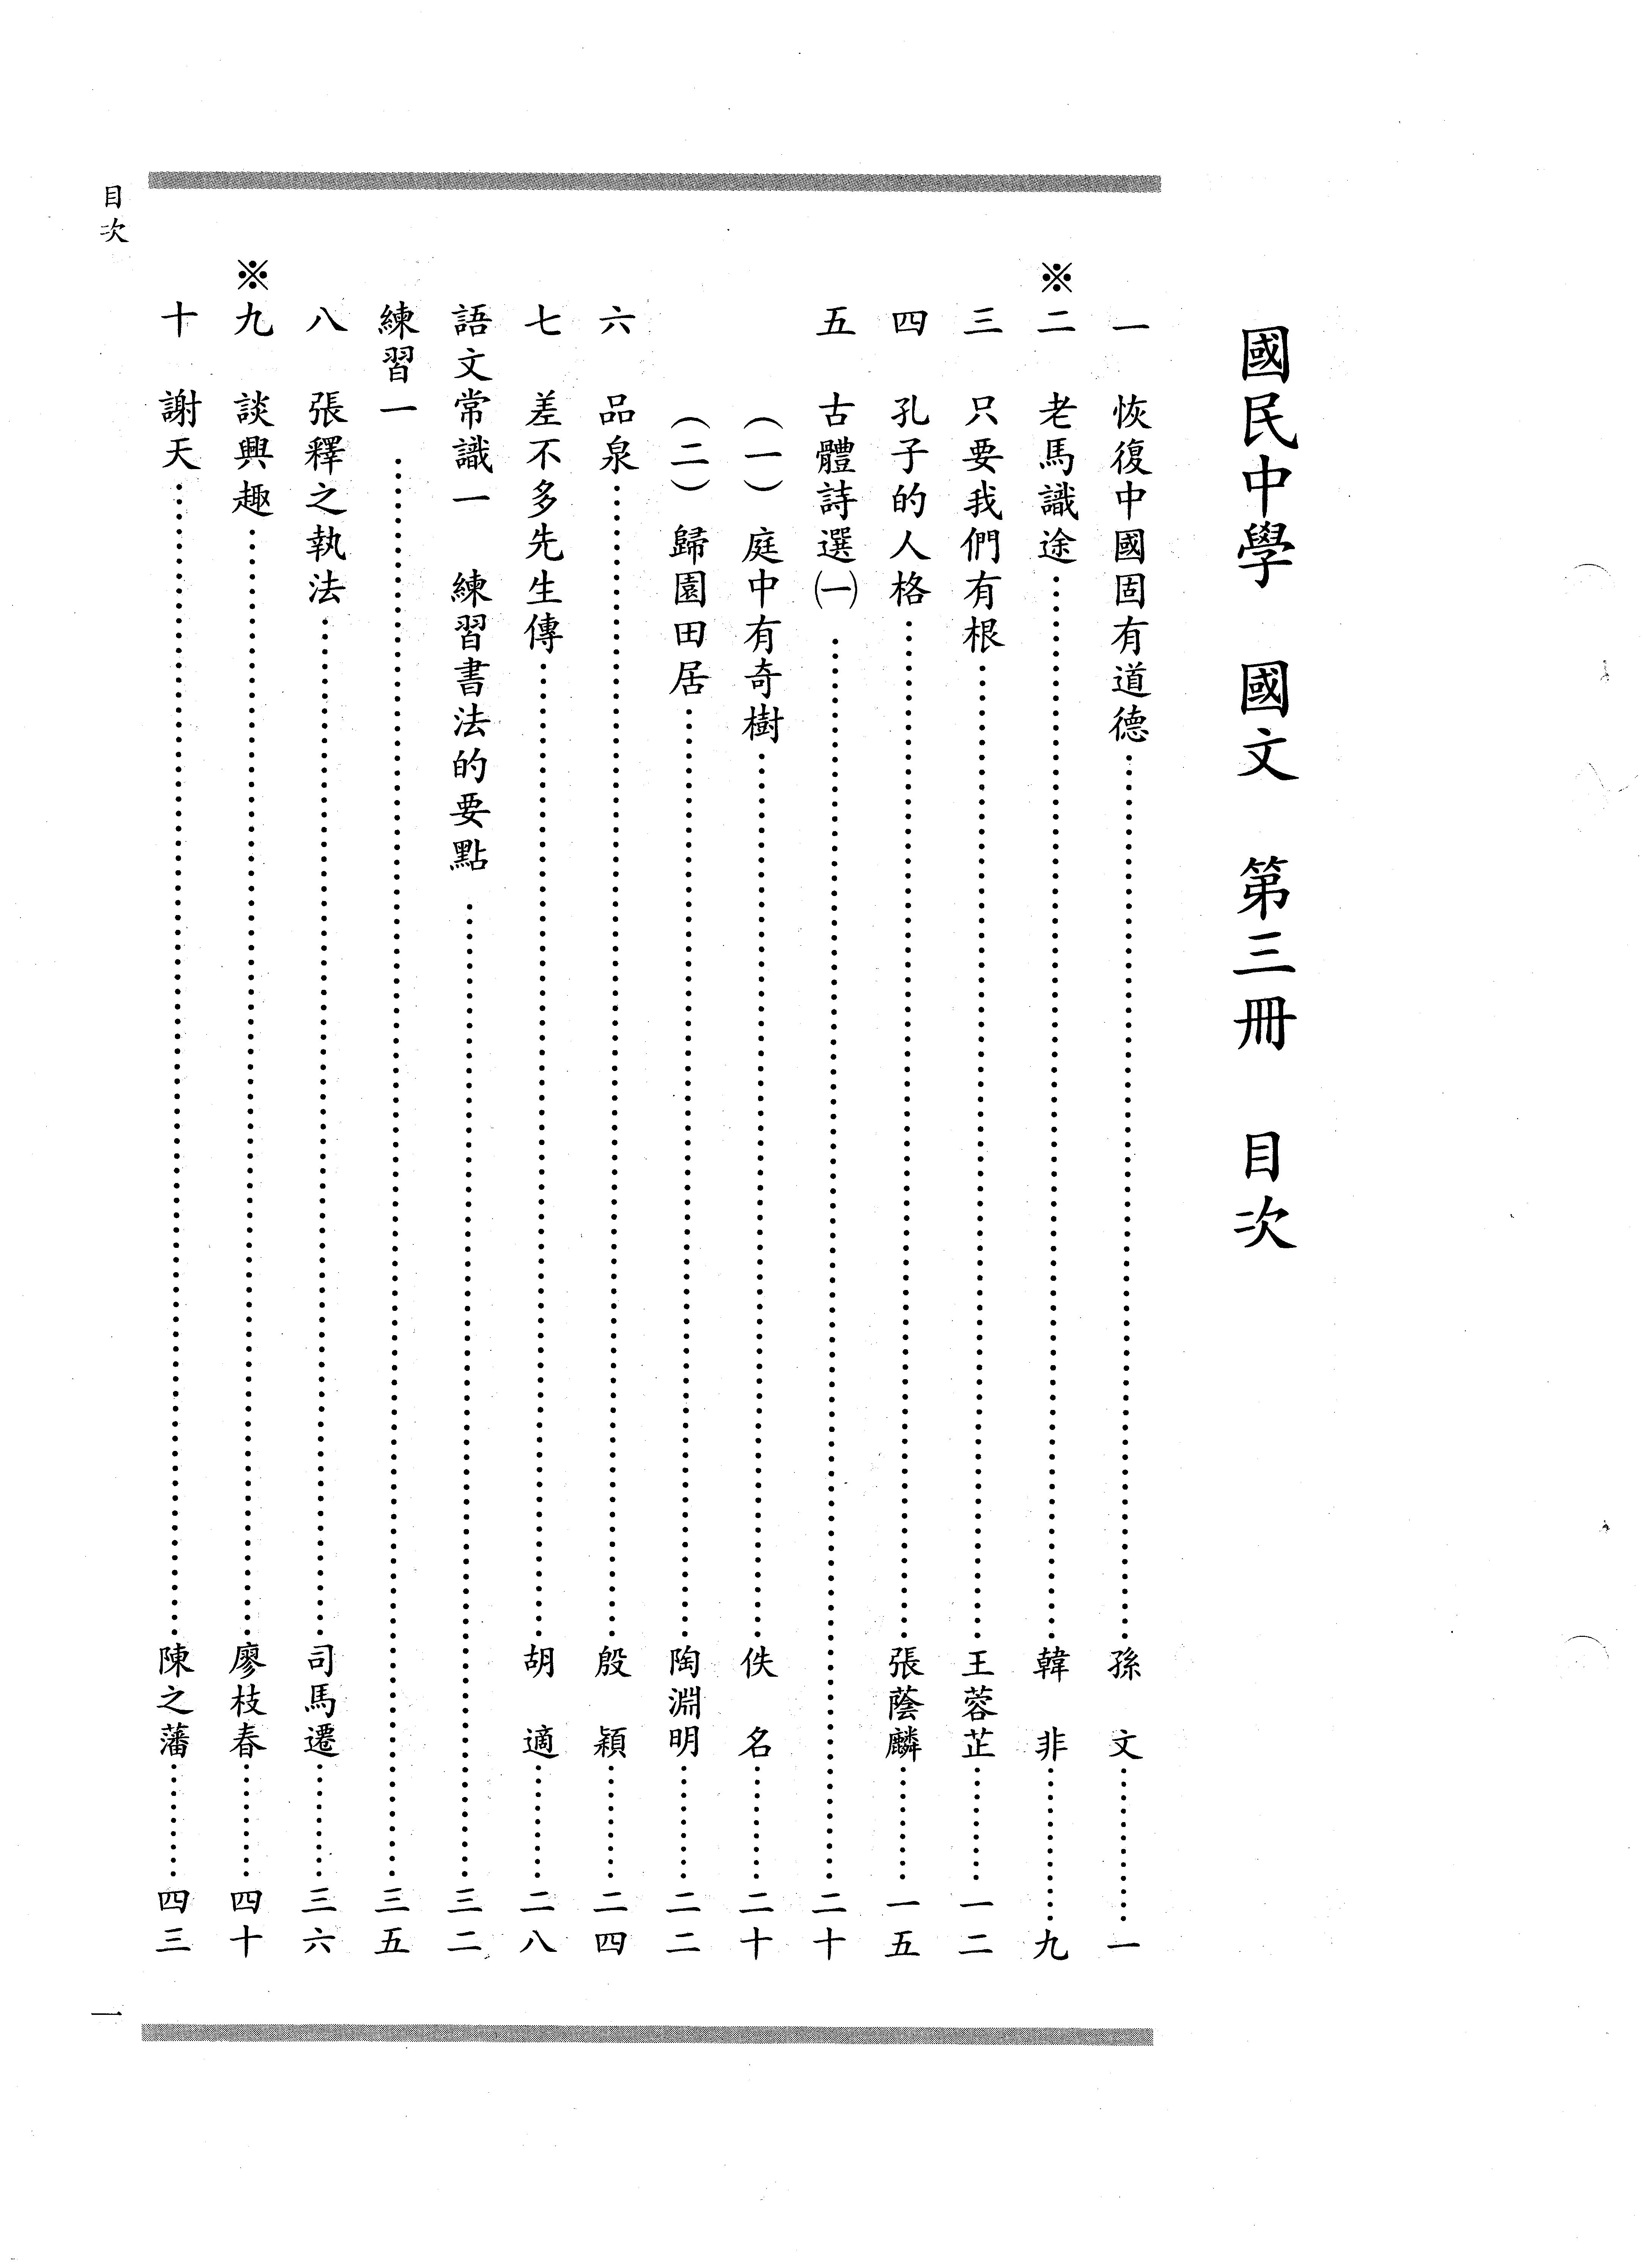 國民中學 國文 第三冊 目次
一 恢復中國固有道德……孫 文……一
※二 老馬識途……韓 非……九
三 只要我們有根……王蓉芷……一二
四 孔子的人格……張蔭麟……一五
五 古體詩選㈠……二十
（一）庭中有奇樹……佚 名……二十
（二）歸園田居……陶淵明……二二
六 品泉……殷 穎……二四
七 差不多先生傳……胡 適……二八
語文常識一 練習書法的要點……三二
練習一……三五
八 張釋之執法……司馬遷……三六
※九 談興趣……廖枝春……四十
十 謝天……陳之藩……四三
目次
一